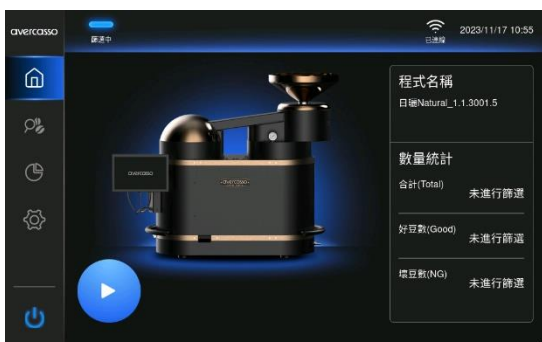 avercasso
篩選中
已連線
2023/11/17 10:55
程式名稱
日曬Natural_1.1.3001.5
數量統計
合計(Total)
未進行篩選
好豆數(Good)
未進行篩選
壞豆數(NG)
未進行篩選
avercasso
avercasso